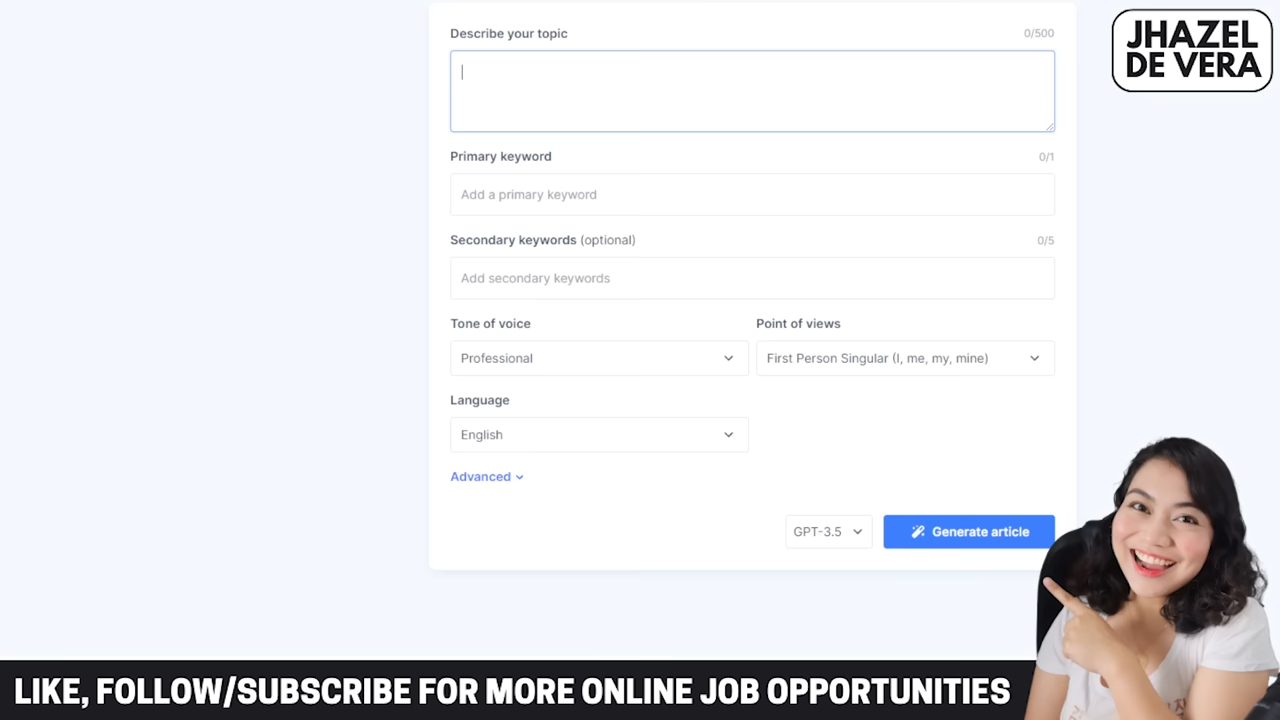 JHAZEL
DE VERA
Describe your topic
0/500
Primary keyword
0/1
Add a primary keyword
Secondary keywords (optional)
0/5
Add secondary keywords
Tone of voice
Point of views
Professional
First Person Singular (I, me, my, mine)
Language
English
Advanced
GPT-3.5
Generate article
LIKE, FOLLOW/SUBSCRIBE FOR MORE ONLINE JOB OPPORTUNITIES